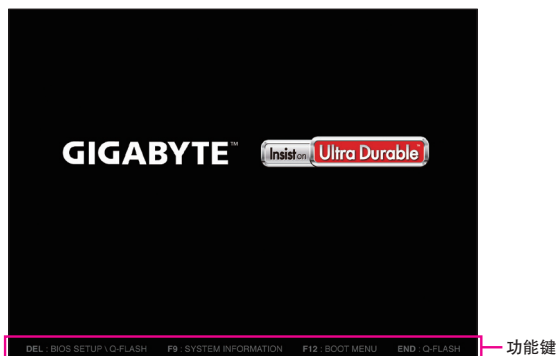 GIGABYTE™
Insist on Ultra Durable™
DEL : BIOS SETUP \ Q-FLASH F9 : SYSTEM INFORMATION F12 : BOOT MENU END : Q-FLASH
功能键